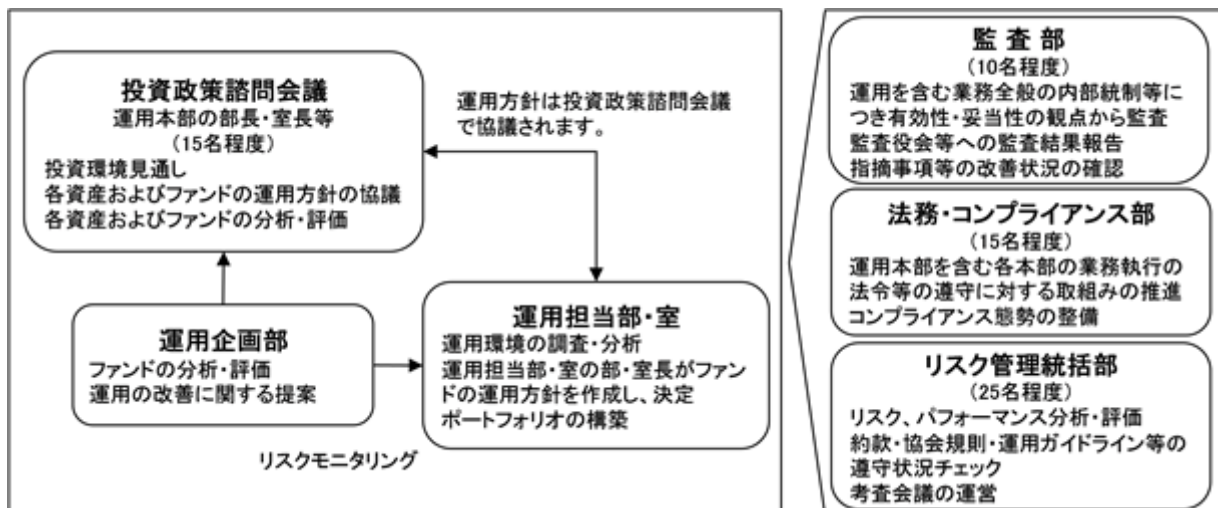 投資政策諮問会議
運用本部の部長・室長等
(15名程度)
投資環境見通し
各資産およびファンドの運用方針の協議
各資産およびファンドの分析・評価
運用方針は投資政策諮問会議
で協議されます。
運用企画部
ファンドの分析・評価
運用の改善に関する提案
運用担当部・室
運用環境の調査・分析
運用担当部・室の部・室長がファン
ドの運用方針を作成し、決定
ポートフォリオの構築
リスクモニタリング
監 査 部
(10名程度)
運用を含む業務全般の内部統制等に
つき有効性・妥当性の観点から監査
監査役会等への監査結果報告
指摘事項等の改善状況の確認
法務・コンプライアンス部
(15名程度)
運用本部を含む各本部の業務執行の
法令等の遵守に対する取組みの推進
コンプライアンス態勢の整備
リスク管理統括部
(25名程度)
リスク、パフォーマンス分析・評価
約款・協会規則・運用ガイドライン等の
遵守状況チェック
考査会議の運営